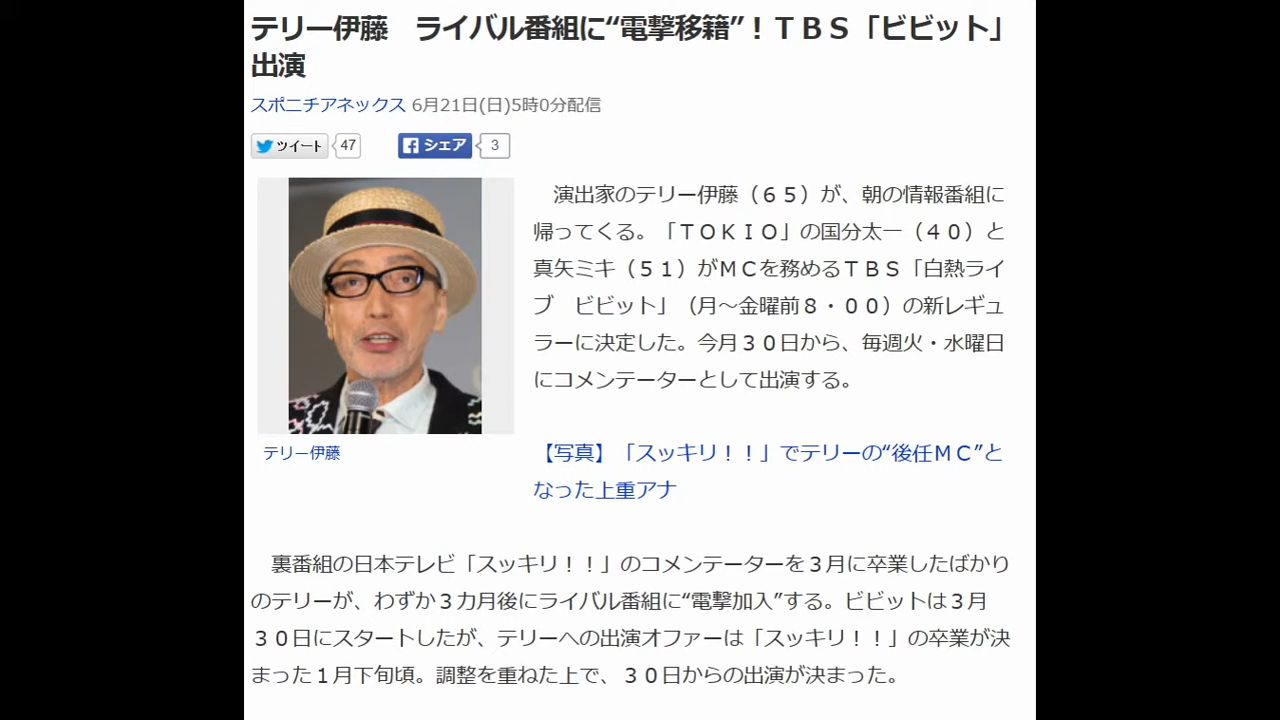 テリー伊藤　ライバル番組に“電撃移籍”！ＴＢＳ「ビビット」
出演
スポニチアネックス 6月21日(日)5時0分配信
ツイート 47 シェア 3
演出家のテリー伊藤（６５）が、朝の情報番組に
帰ってくる。「ＴＯＫＩＯ」の国分太一（４０）と
真矢ミキ（５１）がＭＣを務めるＴＢＳ「白熱ライ
ブ　ビビット」（月～金曜前８・００）の新レギュ
ラーに決定した。今月３０日から、毎週火・水曜日
にコメンテーターとして出演する。
テリー伊藤
【写真】「スッキリ！！」でテリーの“後任ＭＣ”と
なった上重アナ
裏番組の日本テレビ「スッキリ！！」のコメンテーターを３月に卒業したばかり
のテリーが、わずか３カ月後にライバル番組に“電撃加入”する。ビビットは３月
３０日にスタートしたが、テリーへの出演オファーは「スッキリ！！」の卒業が決
まった１月下旬頃。調整を重ねた上で、３０日からの出演が決まった。